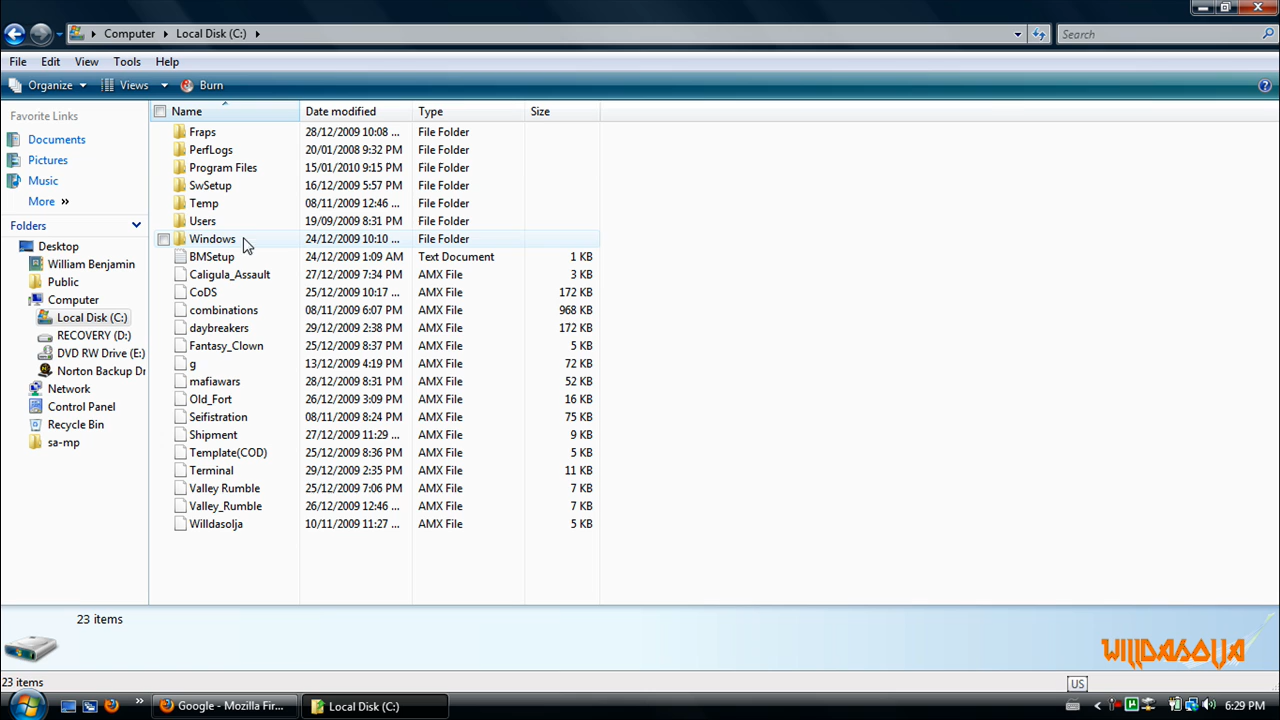 Computer Local Disk (C:) Search
File Edit View Tools Help
Organize Views Burn
Favorite Links
Documents
Pictures
Music
More »
Folders
Desktop
William Benjamin
Public
Computer
Local Disk (C:)
RECOVERY (D:)
DVD RW Drive (E:)
Norton Backup Dr
Network
Control Panel
Recycle Bin
sa-mp
Name Date modified Type Size
Fraps 28/12/2009 10:08 ... File Folder
PerfLogs 20/01/2008 9:32 PM File Folder
Program Files 15/01/2010 9:15 PM File Folder
SwSetup 16/12/2009 5:57 PM File Folder
Temp 08/11/2009 12:46 ... File Folder
Users 19/09/2009 8:31 PM File Folder
Windows 24/12/2009 10:10 ... File Folder
BMSetup 24/12/2009 1:09 AM Text Document 1 KB
Caligula_Assault 27/12/2009 7:34 PM AMX File 3 KB
CoDS 25/12/2009 10:17 ... AMX File 172 KB
combinations 08/11/2009 6:07 PM AMX File 968 KB
daybreakers 29/12/2009 2:38 PM AMX File 172 KB
Fantasy_Clown 25/12/2009 8:37 PM AMX File 5 KB
g 13/12/2009 4:19 PM AMX File 72 KB
mafiawars 28/12/2009 8:31 PM AMX File 52 KB
Old_Fort 26/12/2009 3:09 PM AMX File 16 KB
Seifistration 08/11/2009 8:24 PM AMX File 75 KB
Shipment 27/12/2009 11:29 ... AMX File 9 KB
Template(COD) 25/12/2009 8:36 PM AMX File 5 KB
Terminal 29/12/2009 2:35 PM AMX File 11 KB
Valley Rumble 25/12/2009 7:06 PM AMX File 7 KB
Valley_Rumble 26/12/2009 12:46 ... AMX File 7 KB
Willdasolja 10/11/2009 11:27 ... AMX File 5 KB
23 items
WILLDASOLJA
23 items
US
» Google - Mozilla Fir... Local Disk (C:) 6:29 PM